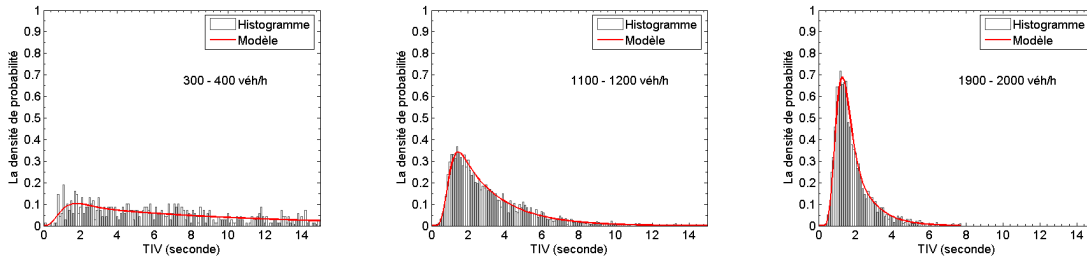 1
0.9
0.8
0.7
0.6
0.5
0.4
0.3
0.2
0.1
0
La densité de probabilité
Histogramme
Modèle
300 - 400 véh/h
0 2 4 6 8 10 12 14
TIV (seconde)
1
0.9
0.8
0.7
0.6
0.5
0.4
0.3
0.2
0.1
0
La densité de probabilité
Histogramme
Modèle
1100 - 1200 véh/h
0 2 4 6 8 10 12 14
TIV (seconde)
1
0.9
0.8
0.7
0.6
0.5
0.4
0.3
0.2
0.1
0
La densité de probabilité
Histogramme
Modèle
1900 - 2000 véh/h
0 2 4 6 8 10 12 14
TIV (seconde)